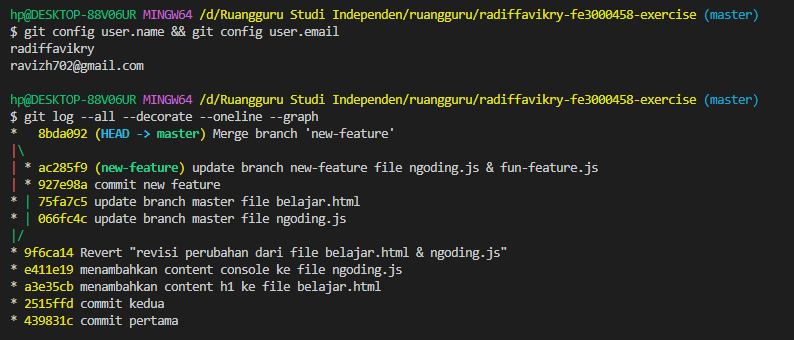 hp@DESKTOP-88V06UR MINGW64 /d/Ruangguru Studi Independen/ruangguru/radiffavikry-fe3000458-exercise (master)
$ git config user.name && git config user.email
radiffavikry
ravizh702@gmail.com
hp@DESKTOP-88V06UR MINGW64 /d/Ruangguru Studi Independen/ruangguru/radiffavikry-fe3000458-exercise (master)
$ git log --all --decorate --oneline --graph
*   8bda092 (HEAD -> master) Merge branch 'new-feature'
|\
| * ac285f9 (new-feature) update branch new-feature file ngoding.js & fun-feature.js
| * 927e98a commit new feature
* | 75fa7c5 update branch master file belajar.html
* | 066fc4c update branch master file ngoding.js
|/
* 9f6ca14 Revert "revisi perubahan dari file belajar.html & ngoding.js"
* e411e19 menambahkan content console ke file ngoding.js
* a3e35cb menambahkan content h1 ke file belajar.html
* 2515ffd commit kedua
* 439831c commit pertama